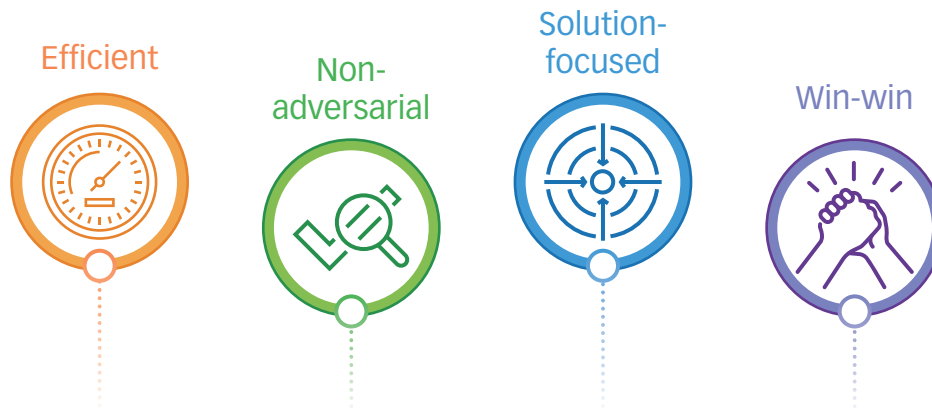 Efficient
Non-
adversarial
Solution-
focused
Win-win